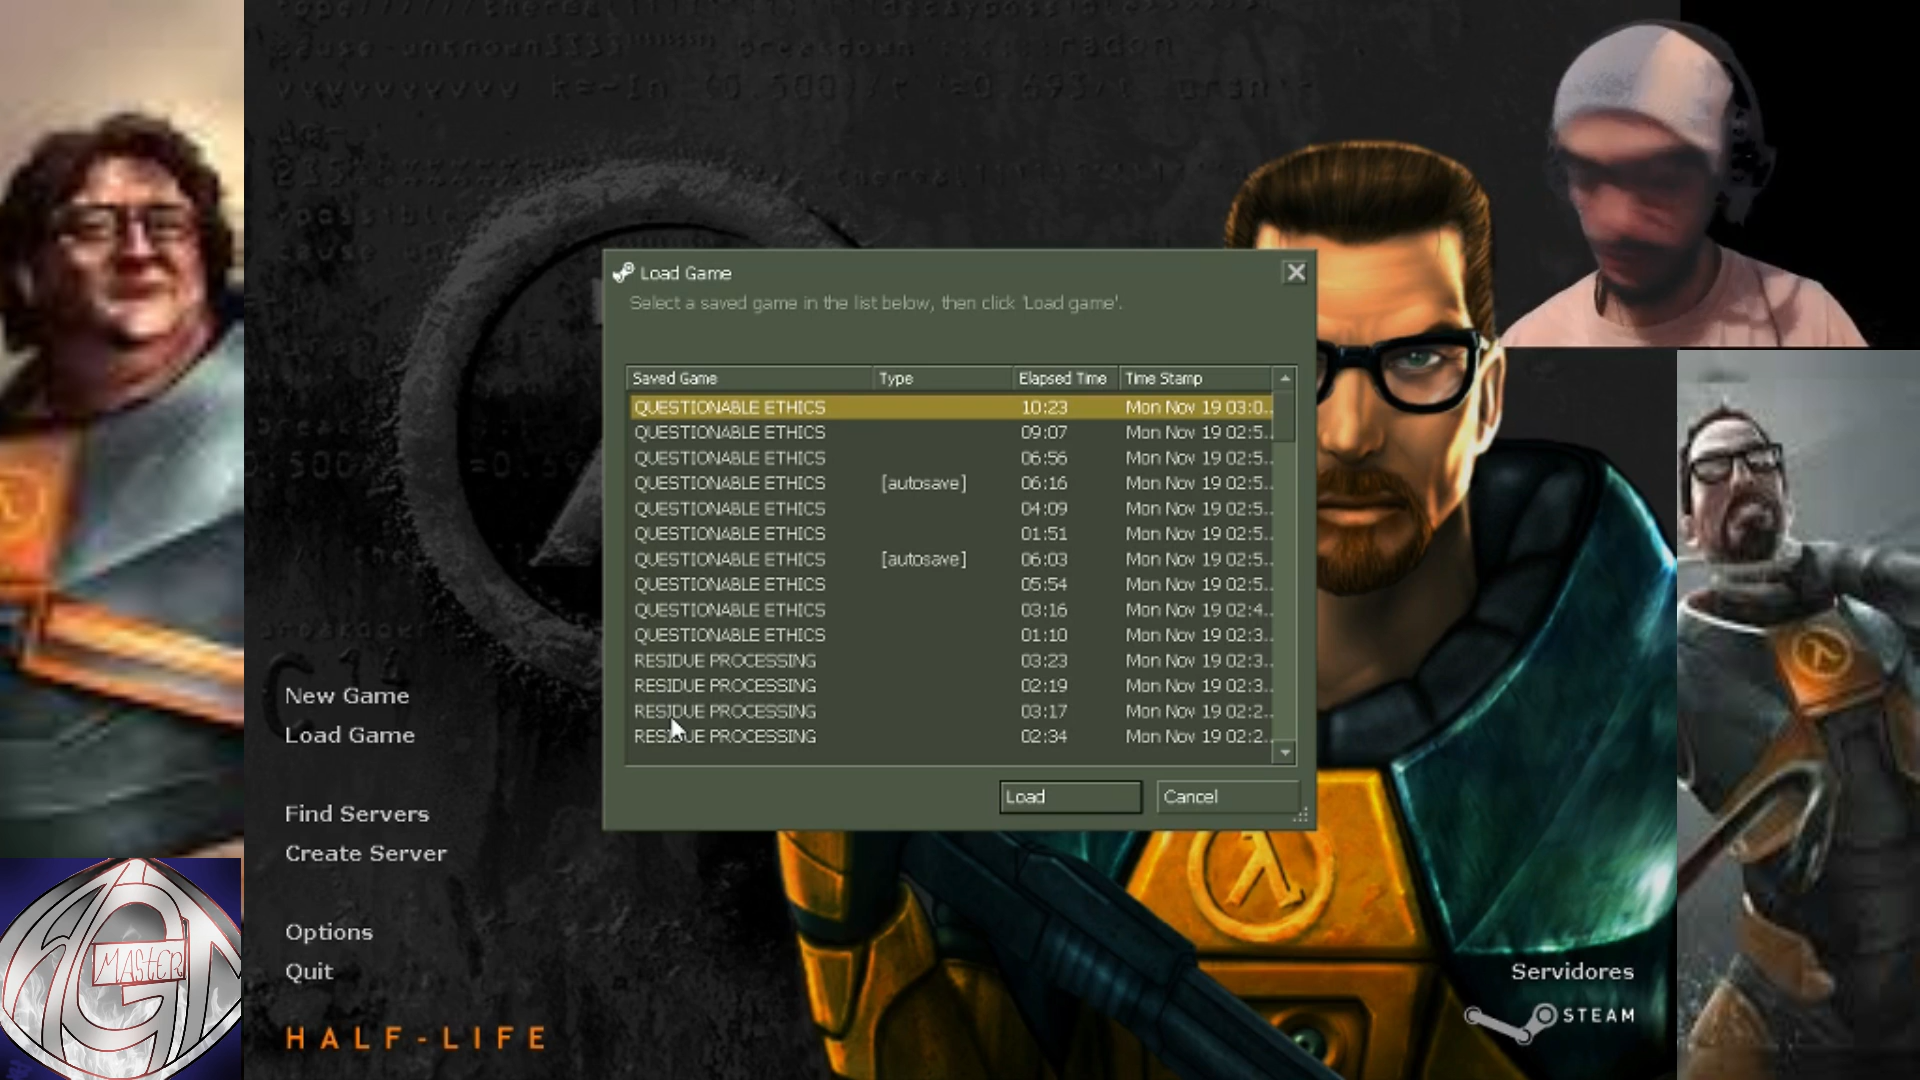 Load Game
Select a saved game in the list below, then click 'Load game'.
Saved Game Type Elapsed Time Time Stamp
QUESTIONABLE ETHICS 10:23 Mon Nov 19 03:0...
QUESTIONABLE ETHICS 09:07 Mon Nov 19 02:5...
QUESTIONABLE ETHICS 06:56 Mon Nov 19 02:5...
QUESTIONABLE ETHICS [autosave] 06:16 Mon Nov 19 02:5...
QUESTIONABLE ETHICS 04:09 Mon Nov 19 02:5...
QUESTIONABLE ETHICS 01:51 Mon Nov 19 02:5...
QUESTIONABLE ETHICS [autosave] 06:03 Mon Nov 19 02:5...
QUESTIONABLE ETHICS 05:54 Mon Nov 19 02:5...
QUESTIONABLE ETHICS 03:16 Mon Nov 19 02:4...
QUESTIONABLE ETHICS 01:10 Mon Nov 19 02:3...
RESIDUE PROCESSING 03:23 Mon Nov 19 02:3...
RESIDUE PROCESSING 02:19 Mon Nov 19 02:3...
RESIDUE PROCESSING 03:17 Mon Nov 19 02:2...
RESIDUE PROCESSING 02:34 Mon Nov 19 02:2...
Load Cancel
New Game
Load Game
Find Servers
Create Server
Options
Quit
HALF-LIFE
Servidores
STEAM
MASTER